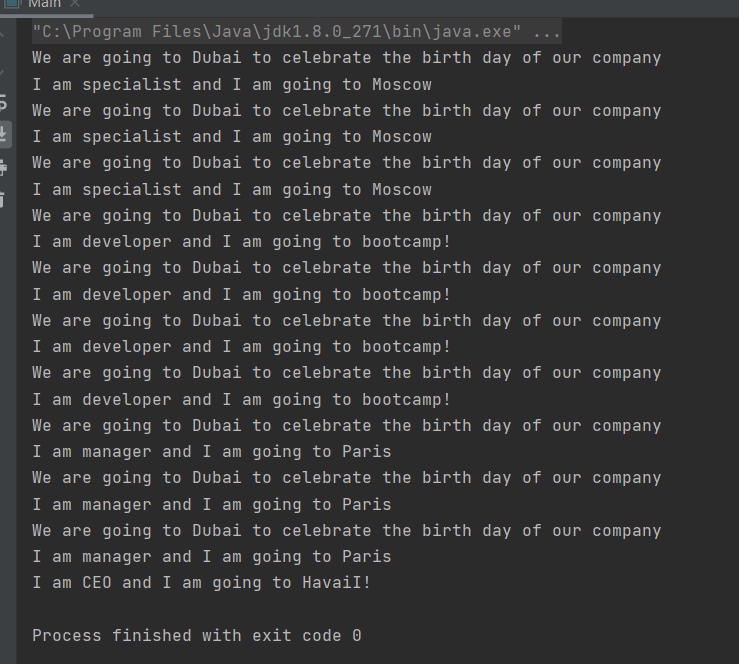 Main
"C:\Program Files\Java\jdk1.8.0_271\bin\java.exe" ...
We are going to Dubai to celebrate the birth day of our company
I am specialist and I am going to Moscow
We are going to Dubai to celebrate the birth day of our company
I am specialist and I am going to Moscow
We are going to Dubai to celebrate the birth day of our company
I am specialist and I am going to Moscow
We are going to Dubai to celebrate the birth day of our company
I am developer and I am going to bootcamp!
We are going to Dubai to celebrate the birth day of our company
I am developer and I am going to bootcamp!
We are going to Dubai to celebrate the birth day of our company
I am developer and I am going to bootcamp!
We are going to Dubai to celebrate the birth day of our company
I am developer and I am going to bootcamp!
We are going to Dubai to celebrate the birth day of our company
I am manager and I am going to Paris
We are going to Dubai to celebrate the birth day of our company
I am manager and I am going to Paris
We are going to Dubai to celebrate the birth day of our company
I am manager and I am going to Paris
I am CEO and I am going to HavaiI!
Process finished with exit code 0